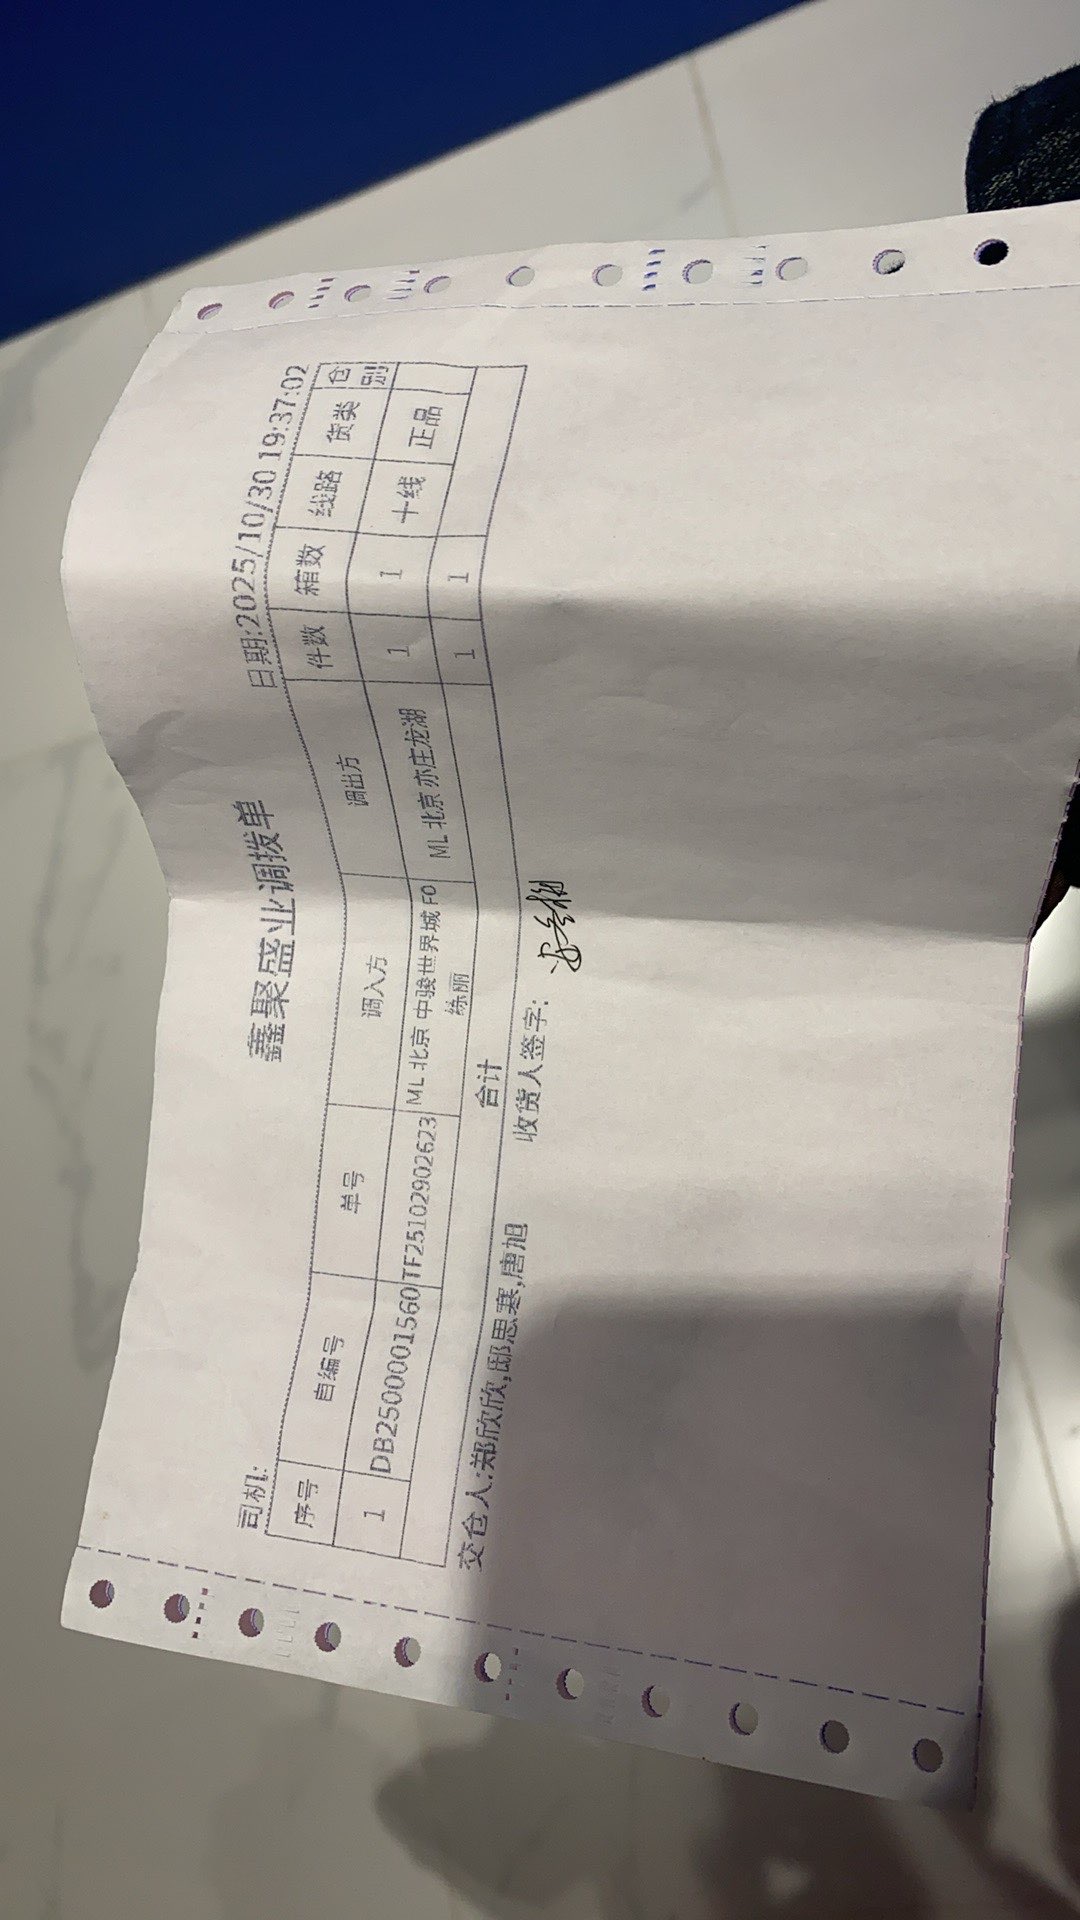 鑫聚盛业调拨单
司机: 日期:2025/10/30 19:37:02
序号 自编号 单号 调入方 调出方 件数 箱数 线路 货类 仓别
1 DB2500001560 TF25102902623 ML 北京 中骏世界城 FO 练丽 ML 北京 亦庄龙湖 1 1 十线 正品
合计 1 1
交仓人:郑欣欣,鄢思寒,唐旭 收货人签字: